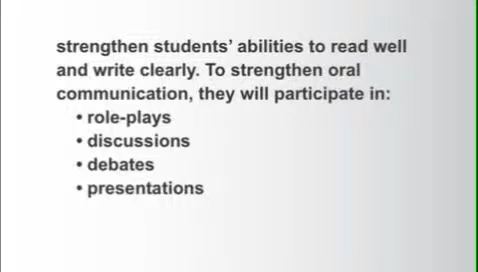 strengthen students’ abilities to read well
and write clearly. To strengthen oral
communication, they will participate in:
• role-plays
• discussions
• debates
• presentations